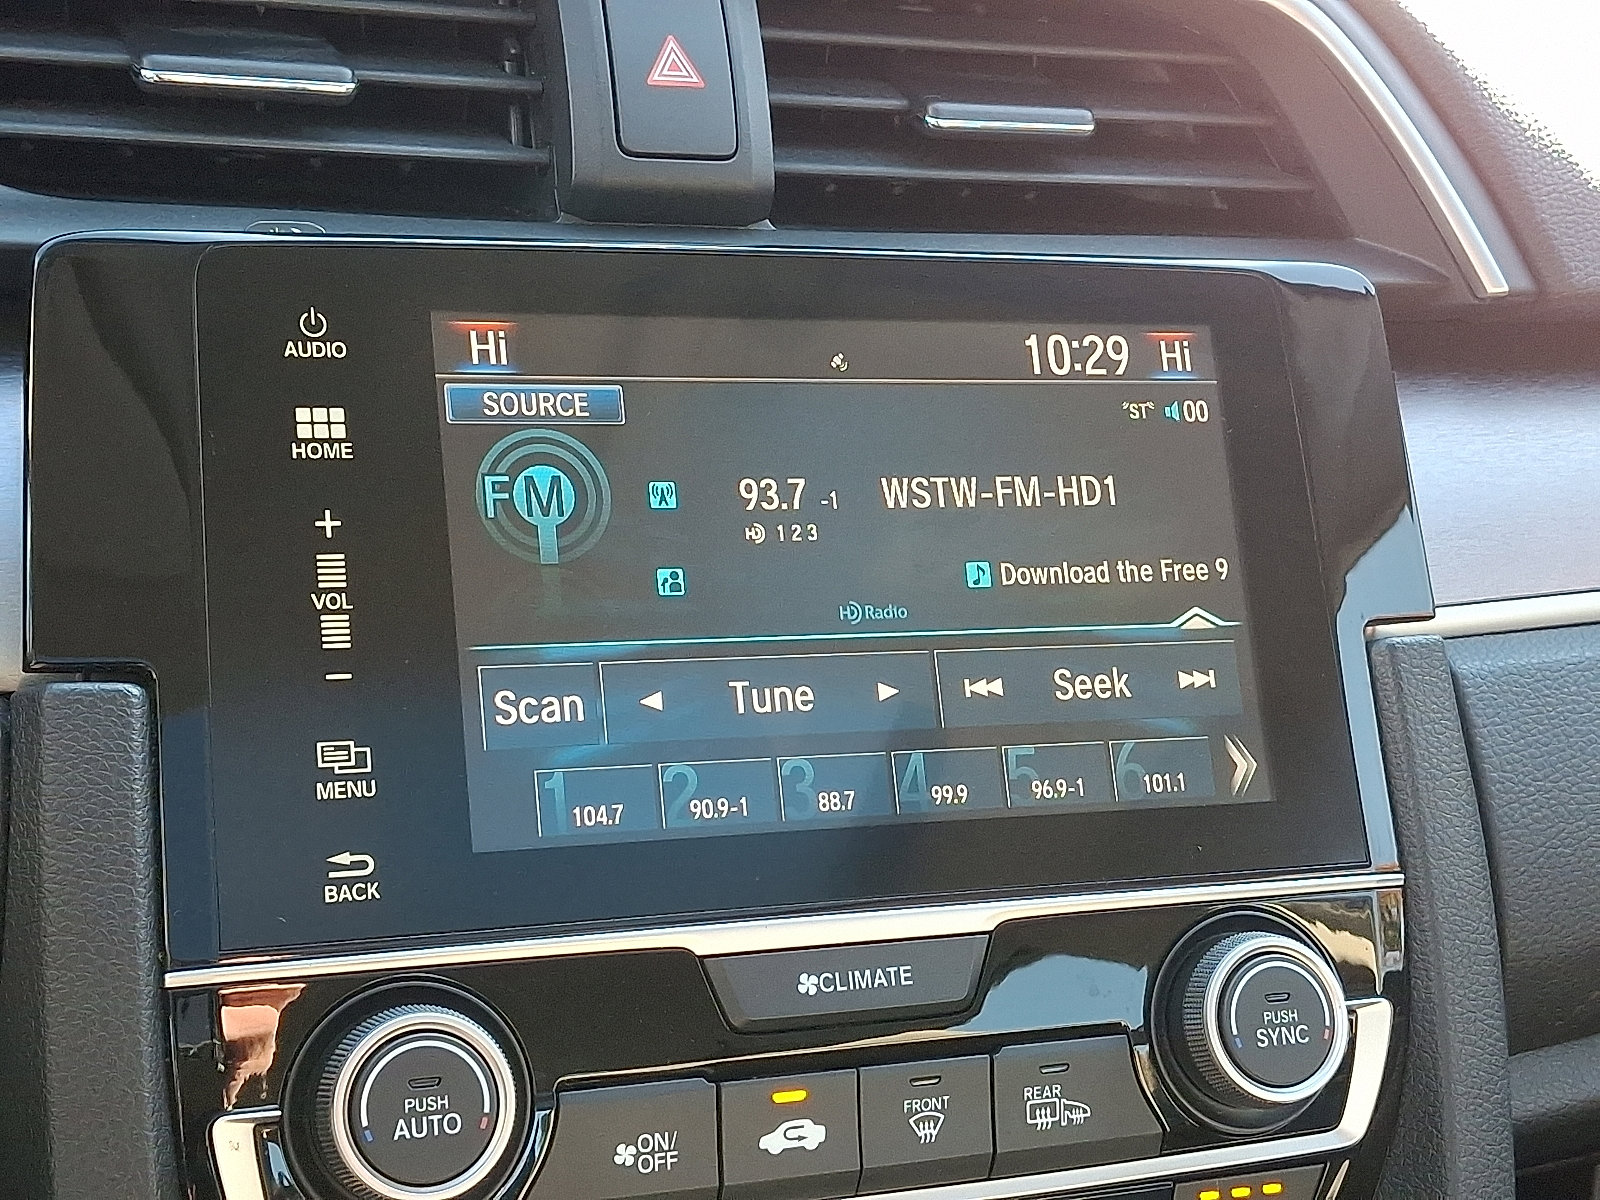 AUDIO
HOME
+
VOL
−
MENU
BACK
Hi
10:29 Hi
SOURCE
"ST" 00
FM
93.7 -1 WSTW-FM-HD1
HD 1 2 3
Download the Free 9
HD Radio
Scan Tune Seek
1 104.7
2 90.9-1
3 88.7
4 99.9
5 96.9-1
6 101.1
CLIMATE
PUSH
AUTO
ON/
OFF
FRONT
REAR
PUSH
SYNC